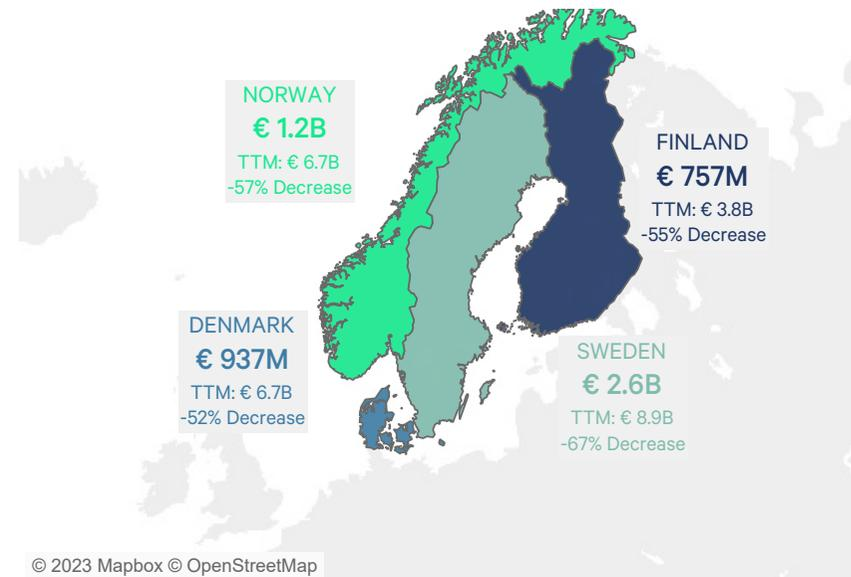 NORWAY
€ 1.2B
TTM: € 6.7B
-57% Decrease
FINLAND
€ 757M
TTM: € 3.8B
-55% Decrease
DENMARK
€ 937M
TTM: € 6.7B
-52% Decrease
SWEDEN
€ 2.6B
TTM: € 8.9B
-67% Decrease
© 2023 Mapbox © OpenStreetMap